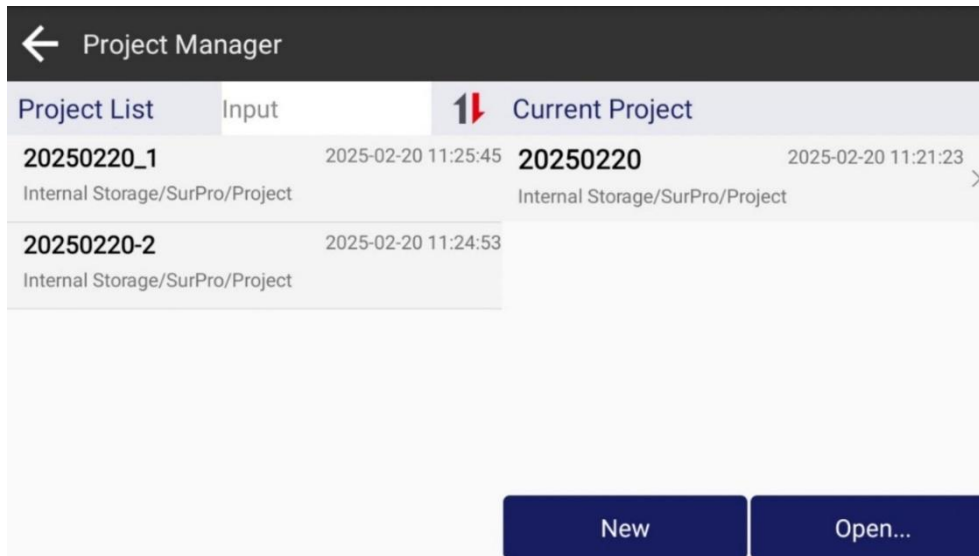 Project Manager
Project List
Input
20250220_1
2025-02-20 11:25:45
Internal Storage/SurPro/Project
20250220-2
2025-02-20 11:24:53
Internal Storage/SurPro/Project
Current Project
20250220
2025-02-20 11:21:23
Internal Storage/SurPro/Project
New
Open...